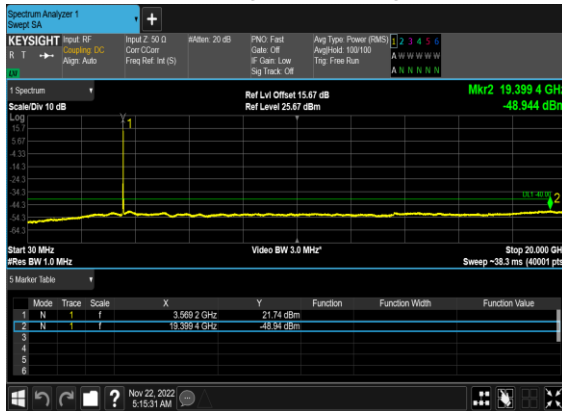 Spectrum Analyzer 1
Swept SA
+
KEYSIGHT Input: RF Input Z: 50 Ω #Atten: 20 dB PNO: Fast Avg Type: Power (RMS) 1 2 3 4 5 6
R T Coupling: DC Corr CCorr Gate: Off Avg|Hold: 100/100 A W W W W W
Align: Auto Freq Ref: Int (S) IF Gain: Low Trig: Free Run
Sig Track: Off A N N N N N
1 Spectrum
Scale/Div 10 dB
Ref Lvl Offset 15.67 dB
Ref Level 25.67 dBm
Mkr2 19.399 4 GHz
-48.944 dBm
Log
15.7
5.67
-4.33
-14.3
-24.3
-34.3
-44.3
-54.3
-64.3
1
2
Start 30 MHz Video BW 3.0 MHz* Stop 20.000 GHz
#Res BW 1.0 MHz Sweep ~38.3 ms (40001 pts)
5 Marker Table
Mode Trace Scale X Y Function Function Width Function Value
1 N 1 f 3.569 2 GHz 21.74 dBm
2 N 1 f 19.399 4 GHz -48.94 dBm
3
4
5
6
? Nov 22, 2022
5:15:31 AM